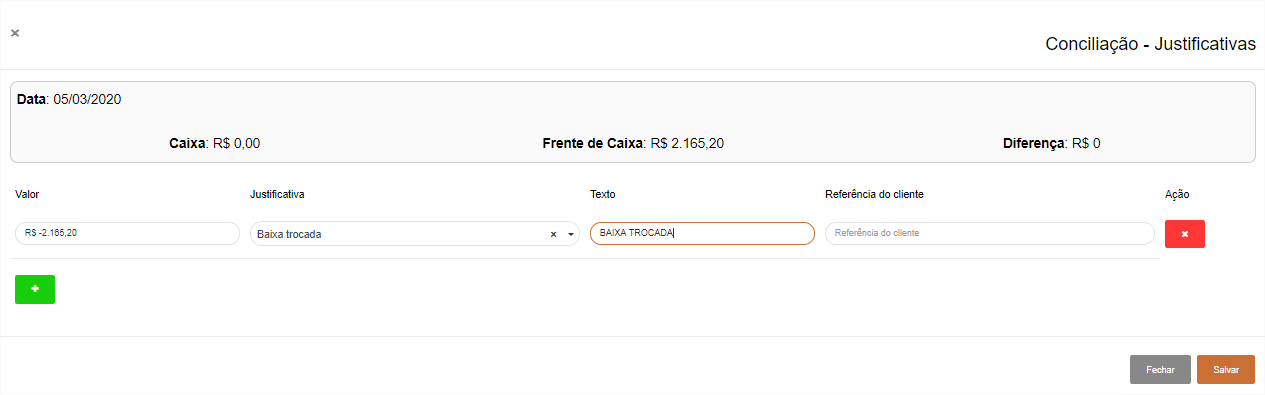 ×
Conciliação - Justificativas
Data: 05/03/2020
Caixa: R$ 0,00 Frente de Caixa: R$ 2.165,20 Diferença: R$ 0
Valor Justificativa Texto Referência do cliente Ação
R$ -2.165,20 Baixa trocada × BAIXA TROCADA Referência do cliente
Fechar Salvar